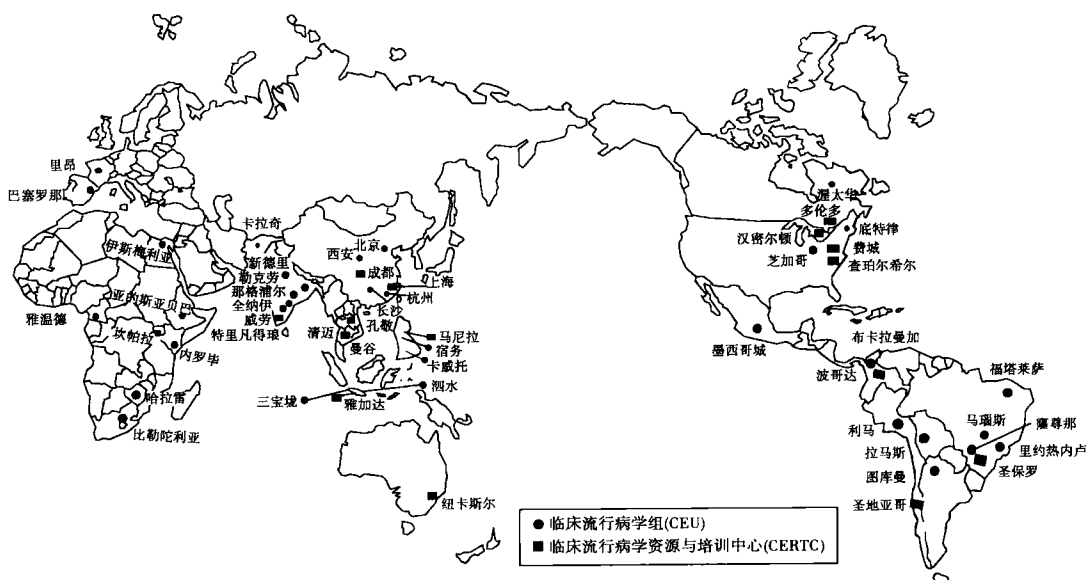 里昂
巴塞罗那
伊斯梅利亚
亚的斯亚贝巴
雅温德
坎帕拉
内罗毕
哈拉雷
比勒陀利亚
卡拉奇
新德里
勒克劳
那格浦尔
全纳伊
威劳
特里凡得琅
北京
西安
成都
上海
杭州
长沙
孔敬
清迈
曼谷
马尼拉
宿务
卡威托
泗水
三宝垅
雅加达
纽卡斯尔
渥太华
多伦多
汉密尔顿
底特律
芝加哥
费城
查珀尔希尔
墨西哥城
布卡拉曼加
波哥达
福塔莱萨
利马
马瑙斯
拉马斯
里约热内卢
圣保罗
图库曼
圣地亚哥
● 临床流行病学组(CEU)
■ 临床流行病学资源与培训中心(CERTC)